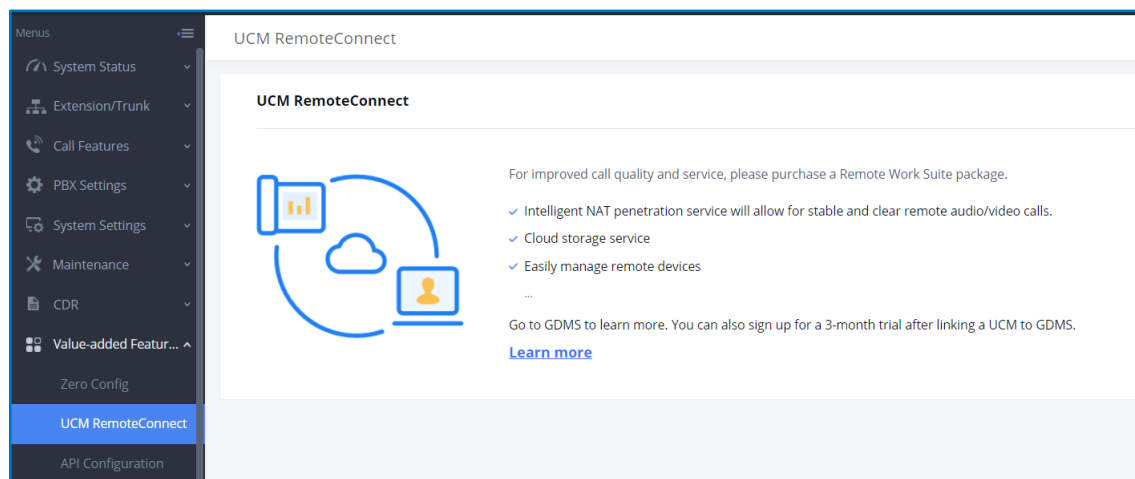 Menus
UCM RemoteConnect
System Status
Extension/Trunk
Call Features
PBX Settings
System Settings
Maintenance
CDR
Value-added Featur...
Zero Config
UCM RemoteConnect
API Configuration
UCM RemoteConnect
For improved call quality and service, please purchase a Remote Work Suite package.
Intelligent NAT penetration service will allow for stable and clear remote audio/video calls.
Cloud storage service
Easily manage remote devices
...
Go to GDMS to learn more. You can also sign up for a 3-month trial after linking a UCM to GDMS.
Learn more